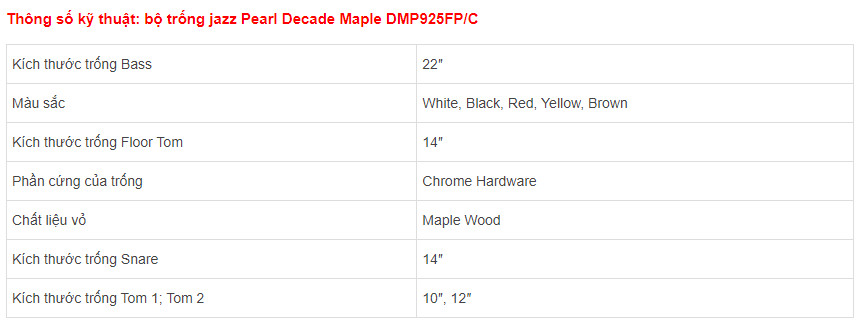 Thông số kỹ thuật: bộ trống jazz Pearl Decade Maple DMP925FP/C
Kích thước trống Bass 22″
Màu sắc White, Black, Red, Yellow, Brown
Kích thước trống Floor Tom 14″
Phần cứng của trống Chrome Hardware
Chất liệu vỏ Maple Wood
Kích thước trống Snare 14″
Kích thước trống Tom 1; Tom 2 10″, 12″